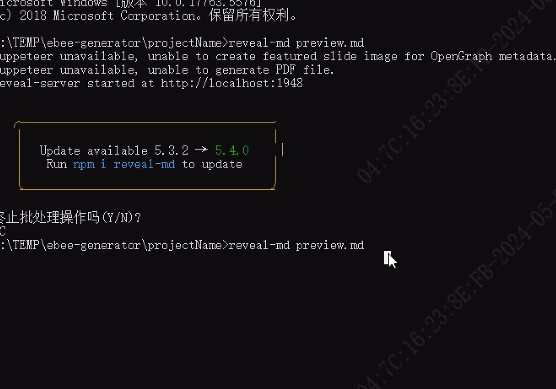 icrosoft Windows [版本 10.0.17763.5576]
c) 2018 Microsoft Corporation。保留所有权利。
:\TEMP\ebee-generator\projectName>reveal-md preview.md
uppeteer unavailable, unable to create featured slide image for OpenGraph metadata.
uppeteer unavailable, unable to generate PDF file.
eveal-server started at http://localhost:1948
Update available 5.3.2 → 5.4.0
Run npm i reveal-md to update
终止批处理操作吗(Y/N)?
C
:\TEMP\ebee-generator\projectName>reveal-md preview.md
04:7C:16:23:8E:FB-2024-05-
04:7C:16:23:8E:FB-2024-05